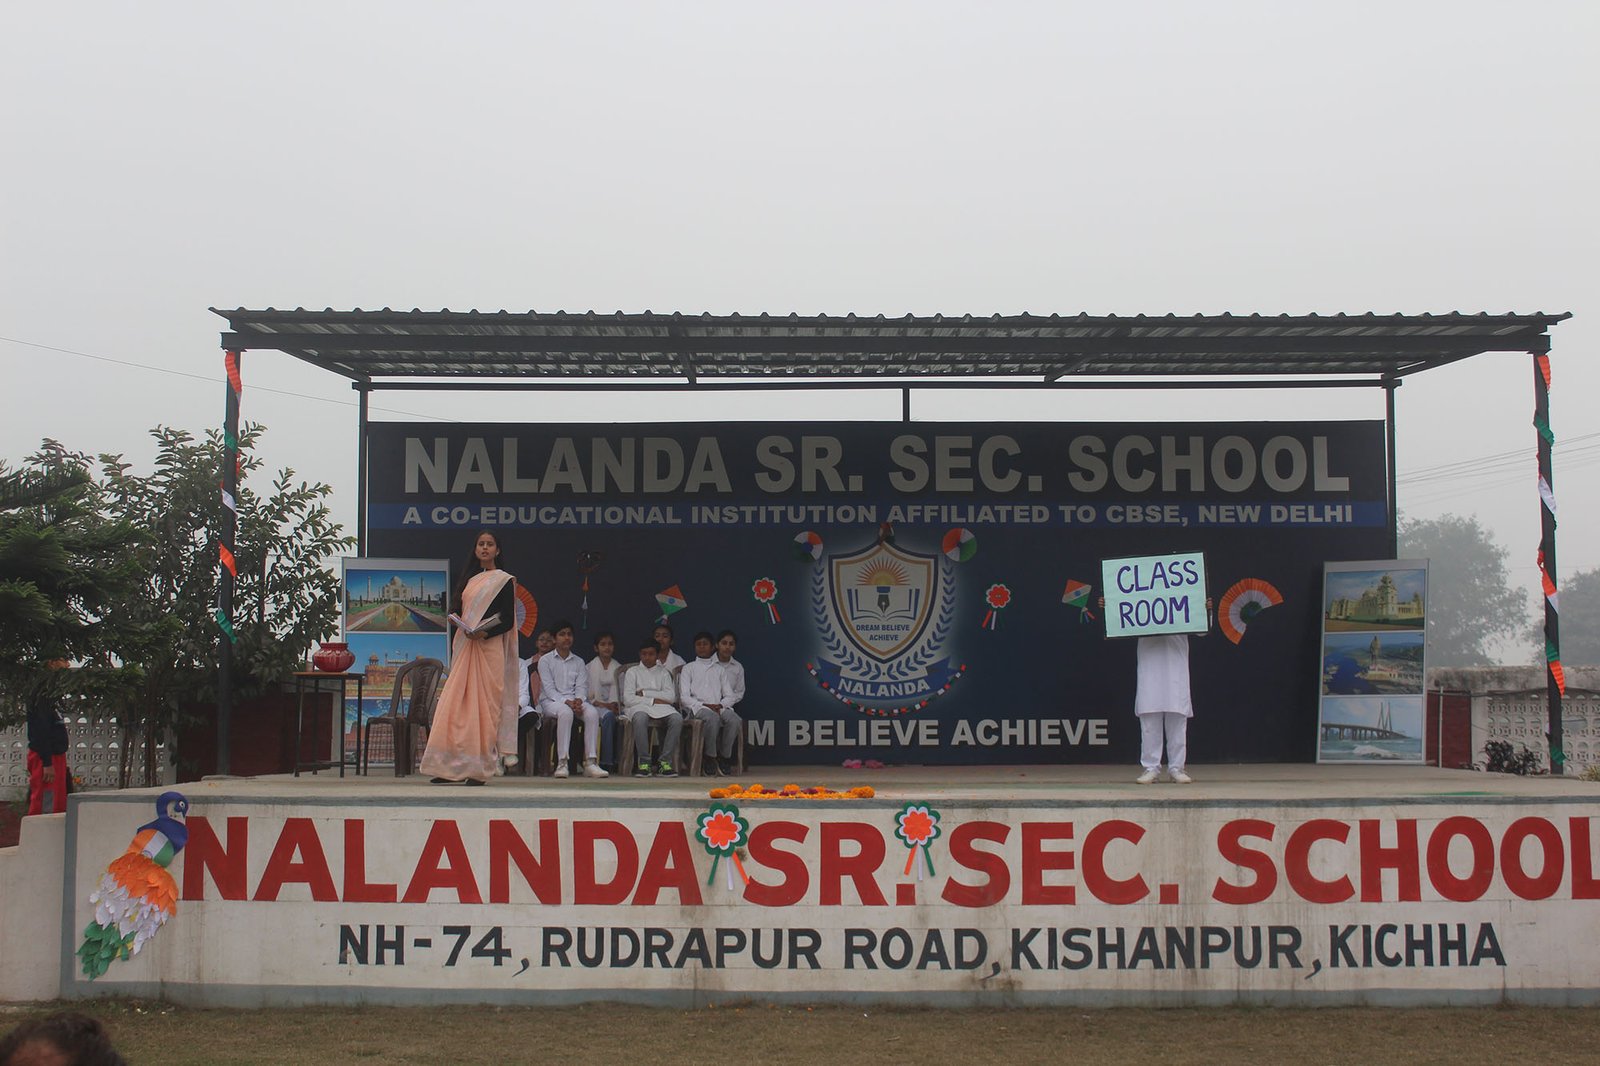 NALANDA SR. SEC. SCHOOL
A CO-EDUCATIONAL INSTITUTION AFFILIATED TO CBSE, NEW DELHI
CLASS
ROOM
DREAM BELIEVE
ACHIEVE
NALANDA
M BELIEVE ACHIEVE
NALANDA SR. SEC. SCHOOL
NH-74, RUDRAPUR ROAD, KISHANPUR, KICHHA